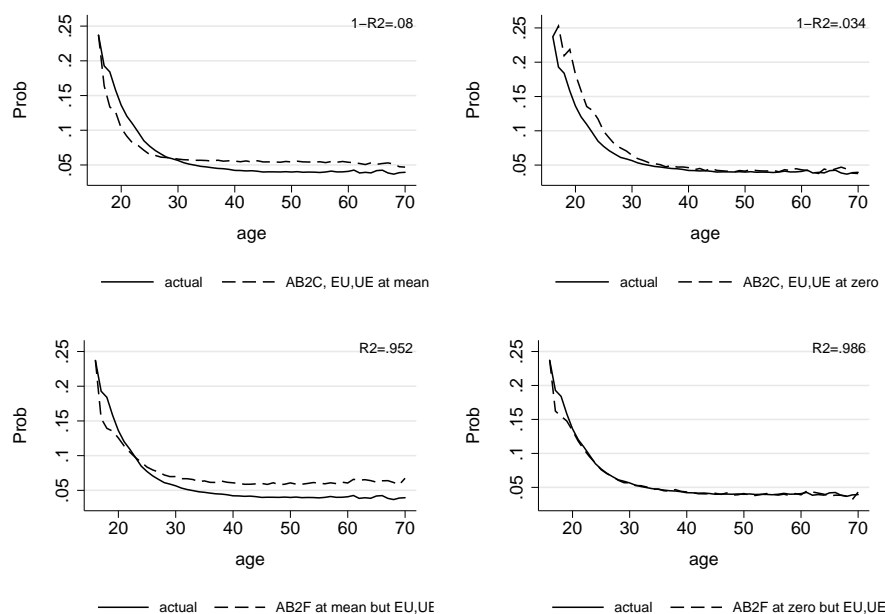 1−R2=.08
Prob
.25
.2
.15
.1
.05
20 30 40 50 60 70
age
actual AB2C, EU,UE at mean
1−R2=.034
Prob
.25
.2
.15
.1
.05
20 30 40 50 60 70
age
actual AB2C, EU,UE at zero
R2=.952
Prob
.25
.2
.15
.1
.05
20 30 40 50 60 70
age
actual AB2F at mean but EU,UE
R2=.986
Prob
.25
.2
.15
.1
.05
20 30 40 50 60 70
age
actual AB2F at zero but EU,UE